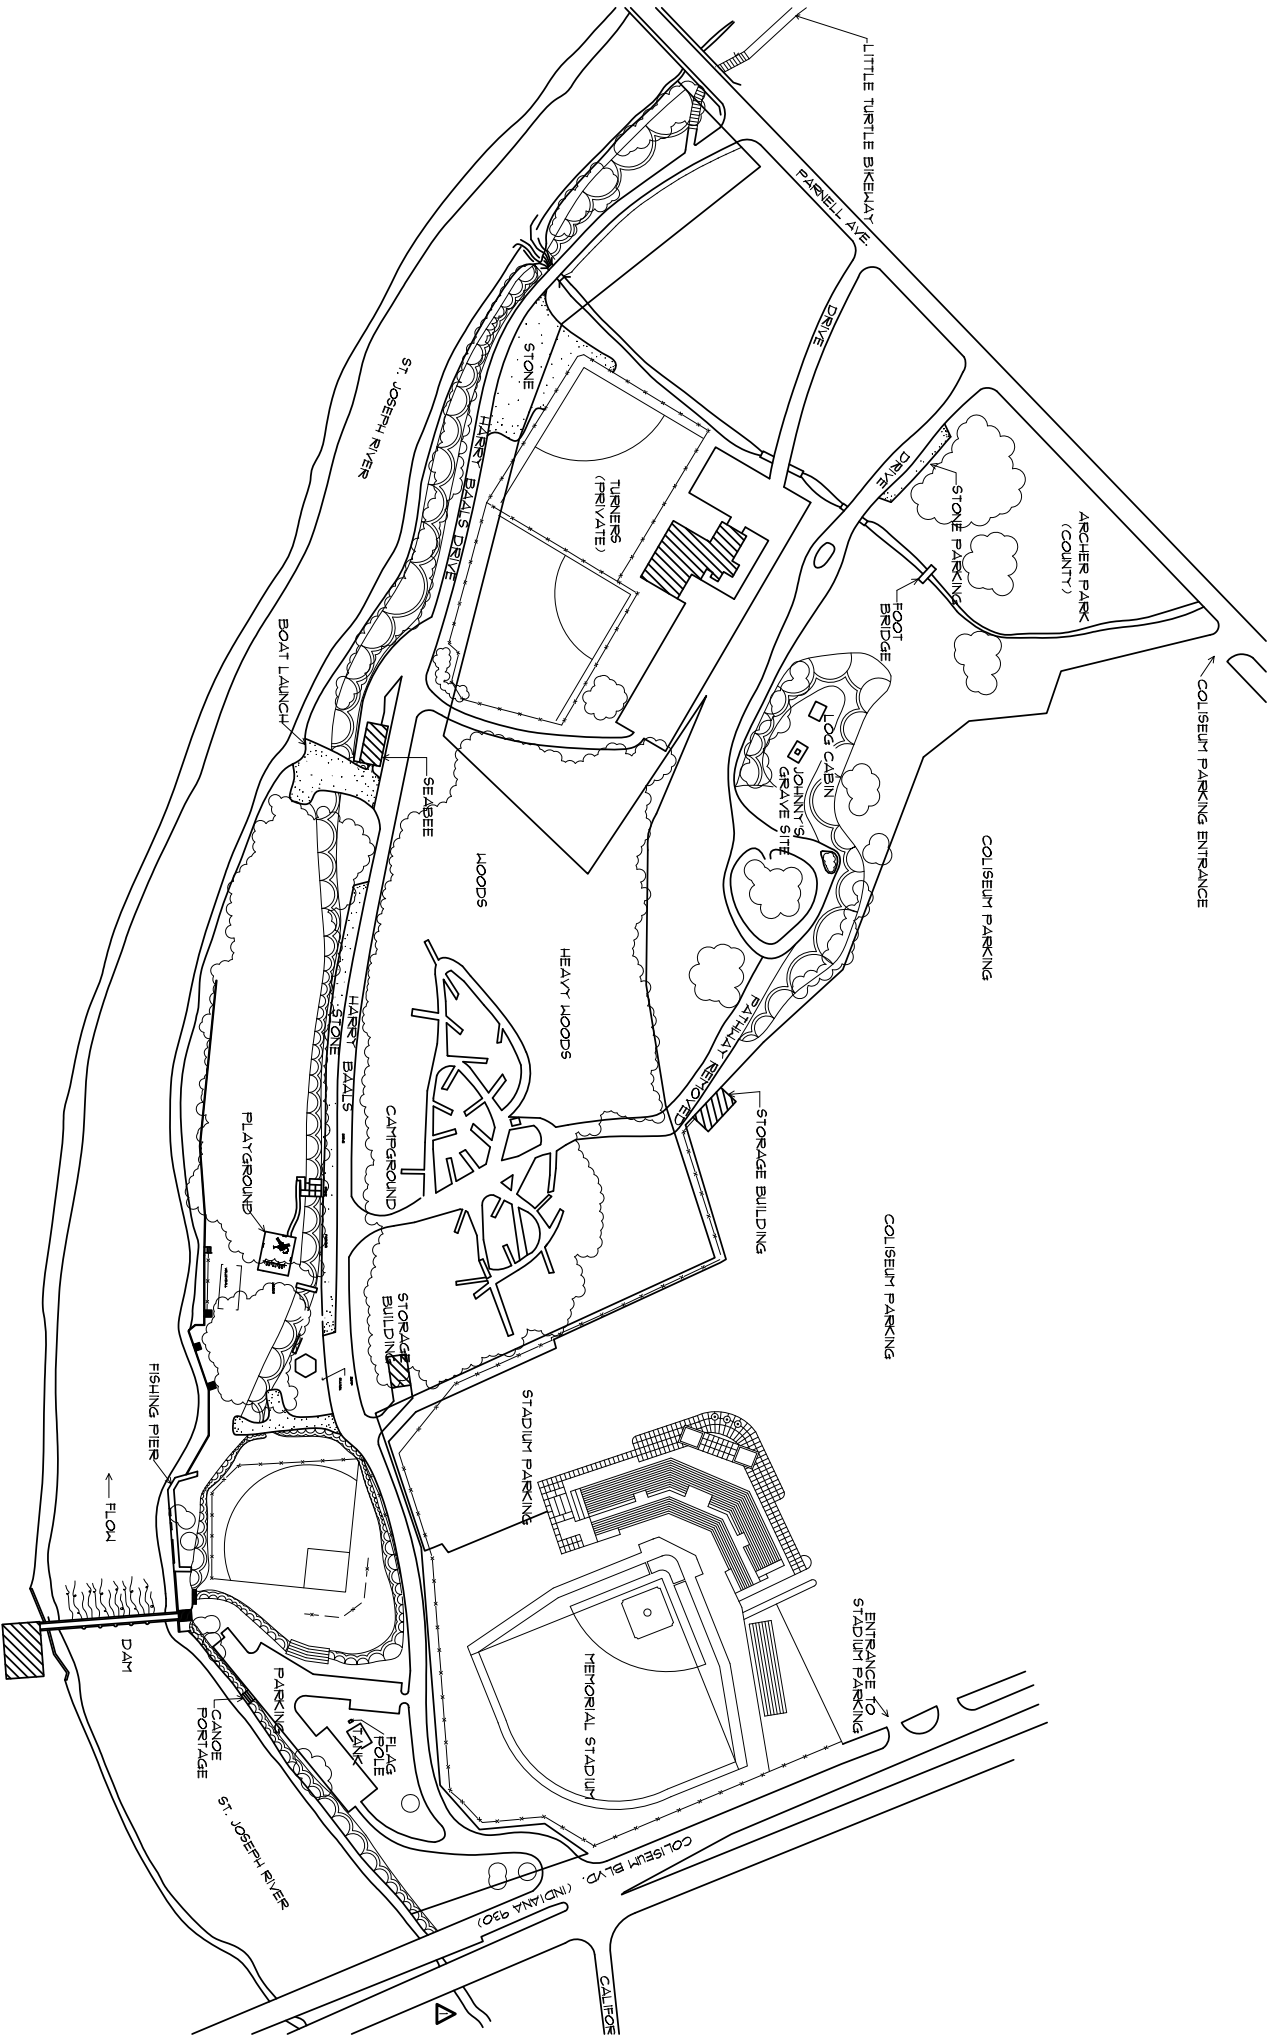 LITTLE TURTLE BIKEWAY
PARNELL AVE.
DRIVE
DRIVE
STONE PARKING
ARCHER PARK
(COUNTY)
COLISEUM PARKING ENTRANCE
FOOT
BRIDGE
STONE
TURNERS
(PRIVATE)
HARRY BAALS DRIVE
ST. JOSEPH RIVER
BOAT LAUNCH
SEABEE
LOG CABIN
JOHNNY'S
GRAVE SITE
COLISEUM PARKING
WOODS
HEAVY WOODS
PATHWAY REMOVED
STORAGE BUILDING
HARRY BAALS
STONE
CAMPGROUND
PLAYGROUND
COLISEUM PARKING
STORAGE
BUILDING
STADIUM PARKING
FISHING PIER
FLOW
DAM
ENTRANCE TO
STADIUM PARKING
MEMORIAL STADIUM
PARKING
CANOE
PORTAGE
FLAG
POLE
TANK
ST. JOSEPH RIVER
COLISEUM BLVD. (INDIANA 930)
CALIFOR